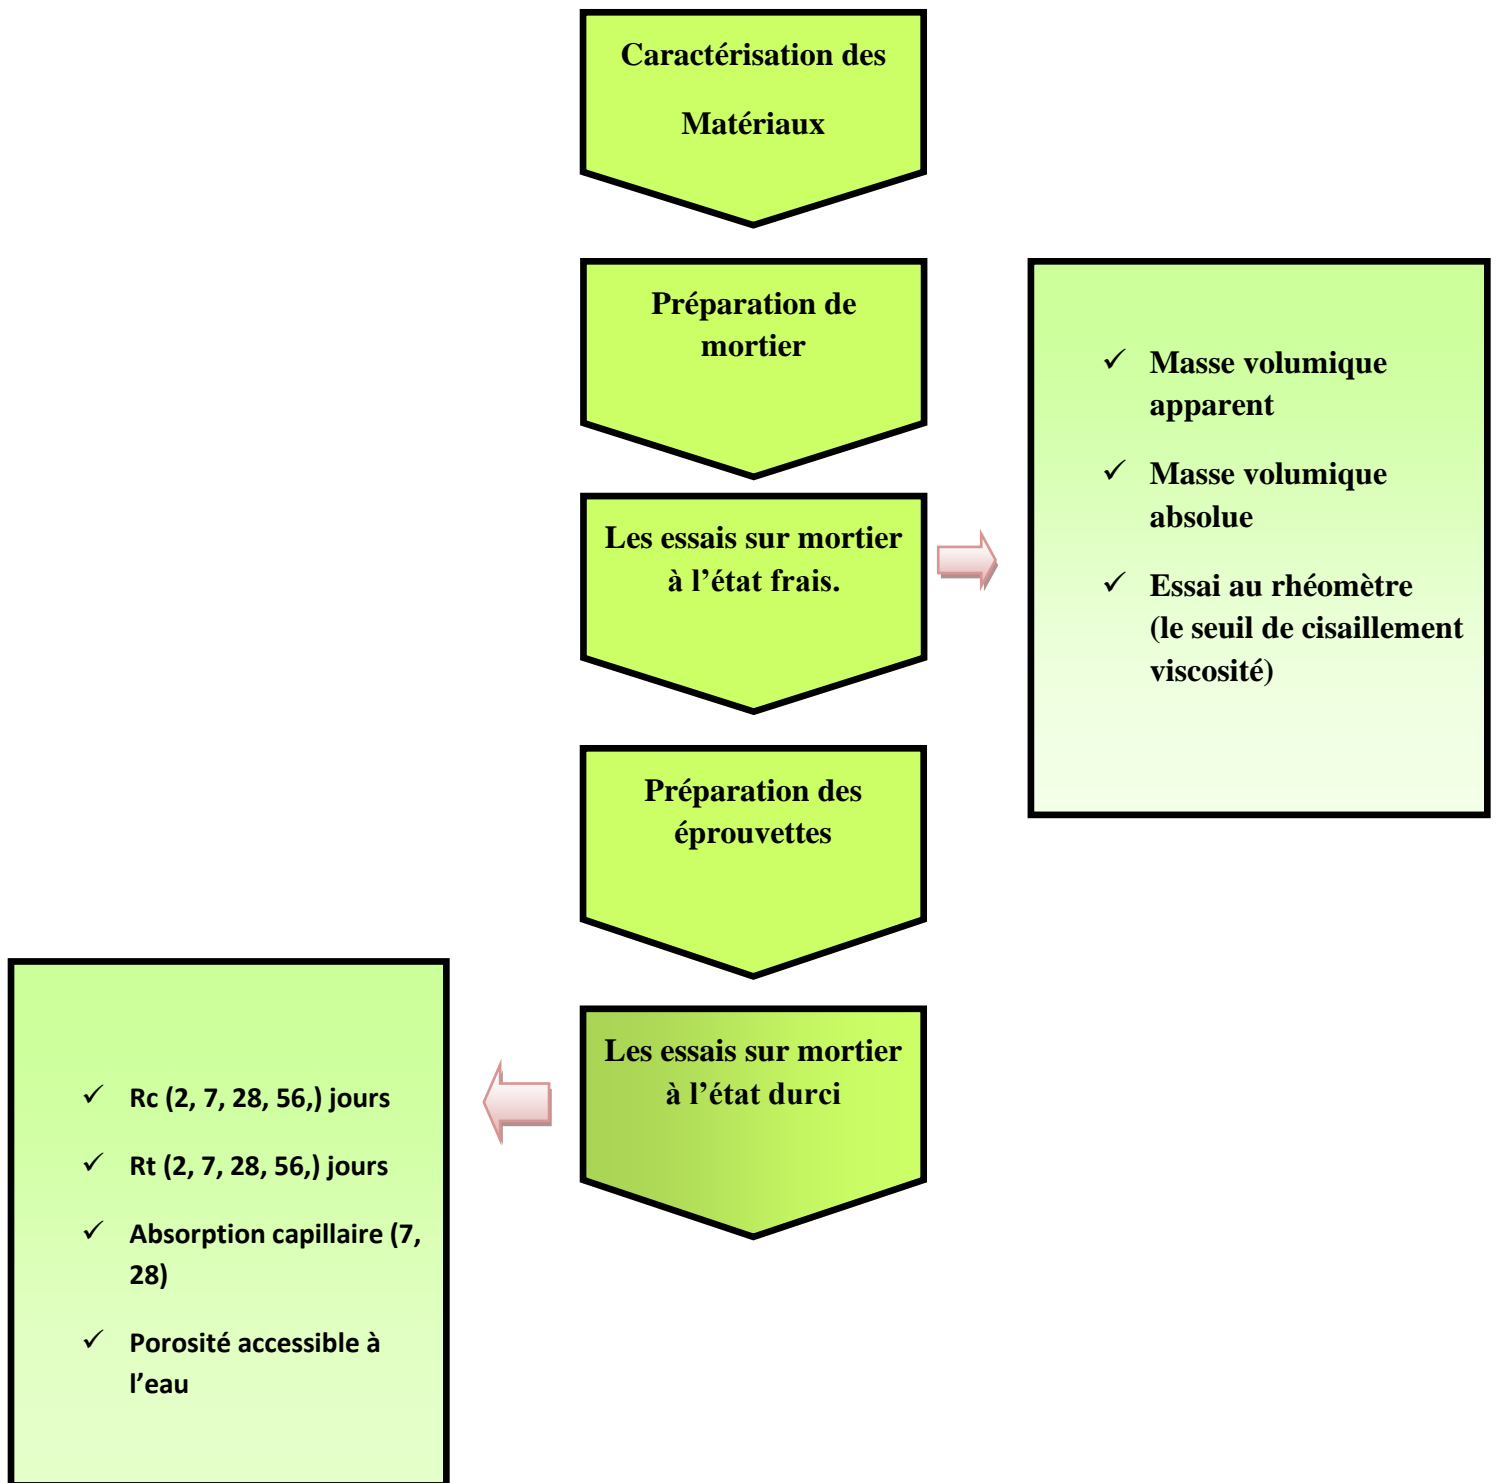 Caractérisation des
Matériaux
Préparation de
mortier
✓ Masse volumique
apparent
✓ Masse volumique
absolue
✓ Essai au rhéomètre
(le seuil de cisaillement
viscosité)
Les essais sur mortier
à l’état frais.
Préparation des
éprouvettes
Les essais sur mortier
à l’état durci
✓ Rc (2, 7, 28, 56,) jours
✓ Rt (2, 7, 28, 56,) jours
✓ Absorption capillaire (7,
28)
✓ Porosité accessible à
l’eau